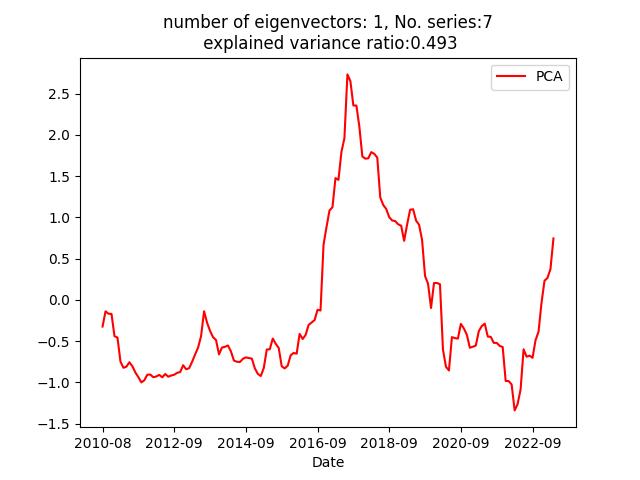 number of eigenvectors: 1, No. series:7
explained variance ratio:0.493
PCA
2.5
2.0
1.5
1.0
0.5
0.0
−0.5
−1.0
−1.5
2010-08 2012-09 2014-09 2016-09 2018-09 2020-09 2022-09
Date